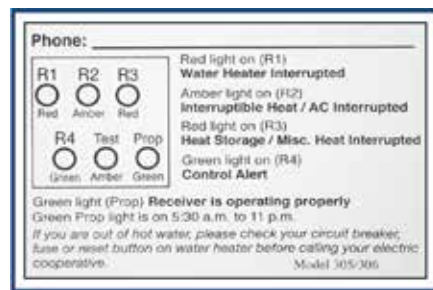 Phone:
R1 R2 R3
Red Amber Red
R4 Test Prop
Green Amber Green
Red light on (R1)
Water Heater Interrupted
Amber light on (R2)
Interruptible Heat / AC Interrupted
Red light on (R3)
Heat Storage / Misc. Heat Interrupted
Green light on (R4)
Control Alert
Green light (Prop) Receiver is operating properly
Green Prop light is on 5:30 a.m. to 11 p.m.
If you are out of hot water, please check your circuit breaker,
fuse or reset button on water heater before calling your electric
cooperative.
Model 305/306